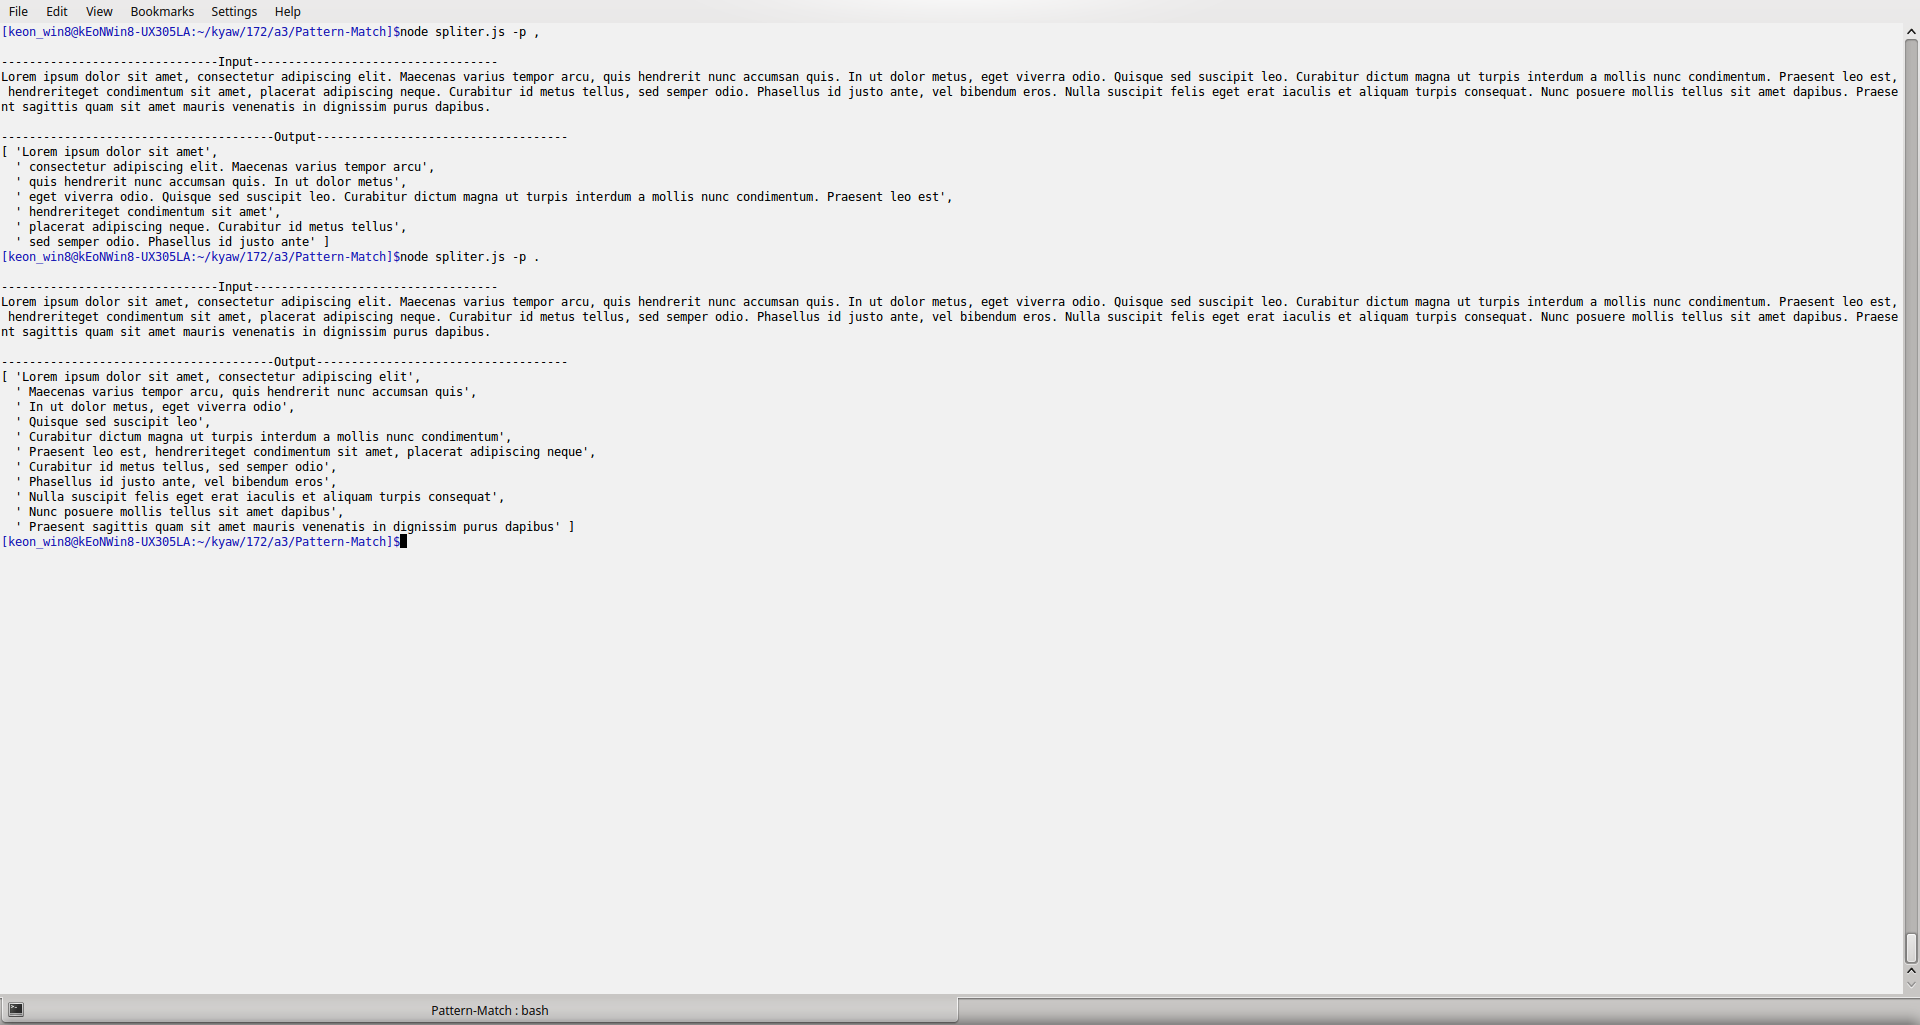 File Edit View Bookmarks Settings Help
[keon_win8@kEoNWin8-UX305LA:~/kyaw/172/a3/Pattern-Match]$node spliter.js -p ,
-------------------------------Input-----------------------------------
Lorem ipsum dolor sit amet, consectetur adipiscing elit. Maecenas varius tempor arcu, quis hendrerit nunc accumsan quis. In ut dolor metus, eget viverra odio. Quisque sed suscipit leo. Curabitur dictum magna ut turpis interdum a mollis nunc condimentum. Praesent leo est,
 hendreriteget condimentum sit amet, placerat adipiscing neque. Curabitur id metus tellus, sed semper odio. Phasellus id justo ante, vel bibendum eros. Nulla suscipit felis eget erat iaculis et aliquam turpis consequat. Nunc posuere mollis tellus sit amet dapibus. Praese
nt sagittis quam sit amet mauris venenatis in dignissim purus dapibus.
---------------------------------------Output------------------------------------
[ 'Lorem ipsum dolor sit amet',
  ' consectetur adipiscing elit. Maecenas varius tempor arcu',
  ' quis hendrerit nunc accumsan quis. In ut dolor metus',
  ' eget viverra odio. Quisque sed suscipit leo. Curabitur dictum magna ut turpis interdum a mollis nunc condimentum. Praesent leo est',
  ' hendreriteget condimentum sit amet',
  ' placerat adipiscing neque. Curabitur id metus tellus',
  ' sed semper odio. Phasellus id justo ante' ]
[keon_win8@kEoNWin8-UX305LA:~/kyaw/172/a3/Pattern-Match]$node spliter.js -p .
-------------------------------Input-----------------------------------
Lorem ipsum dolor sit amet, consectetur adipiscing elit. Maecenas varius tempor arcu, quis hendrerit nunc accumsan quis. In ut dolor metus, eget viverra odio. Quisque sed suscipit leo. Curabitur dictum magna ut turpis interdum a mollis nunc condimentum. Praesent leo est,
 hendreriteget condimentum sit amet, placerat adipiscing neque. Curabitur id metus tellus, sed semper odio. Phasellus id justo ante, vel bibendum eros. Nulla suscipit felis eget erat iaculis et aliquam turpis consequat. Nunc posuere mollis tellus sit amet dapibus. Praese
nt sagittis quam sit amet mauris venenatis in dignissim purus dapibus.
---------------------------------------Output------------------------------------
[ 'Lorem ipsum dolor sit amet, consectetur adipiscing elit',
  ' Maecenas varius tempor arcu, quis hendrerit nunc accumsan quis',
  ' In ut dolor metus, eget viverra odio',
  ' Quisque sed suscipit leo',
  ' Curabitur dictum magna ut turpis interdum a mollis nunc condimentum',
  ' Praesent leo est, hendreriteget condimentum sit amet, placerat adipiscing neque',
  ' Curabitur id metus tellus, sed semper odio',
  ' Phasellus id justo ante, vel bibendum eros',
  ' Nulla suscipit felis eget erat iaculis et aliquam turpis consequat',
  ' Nunc posuere mollis tellus sit amet dapibus',
  ' Praesent sagittis quam sit amet mauris venenatis in dignissim purus dapibus' ]
[keon_win8@kEoNWin8-UX305LA:~/kyaw/172/a3/Pattern-Match]$
Pattern-Match : bash